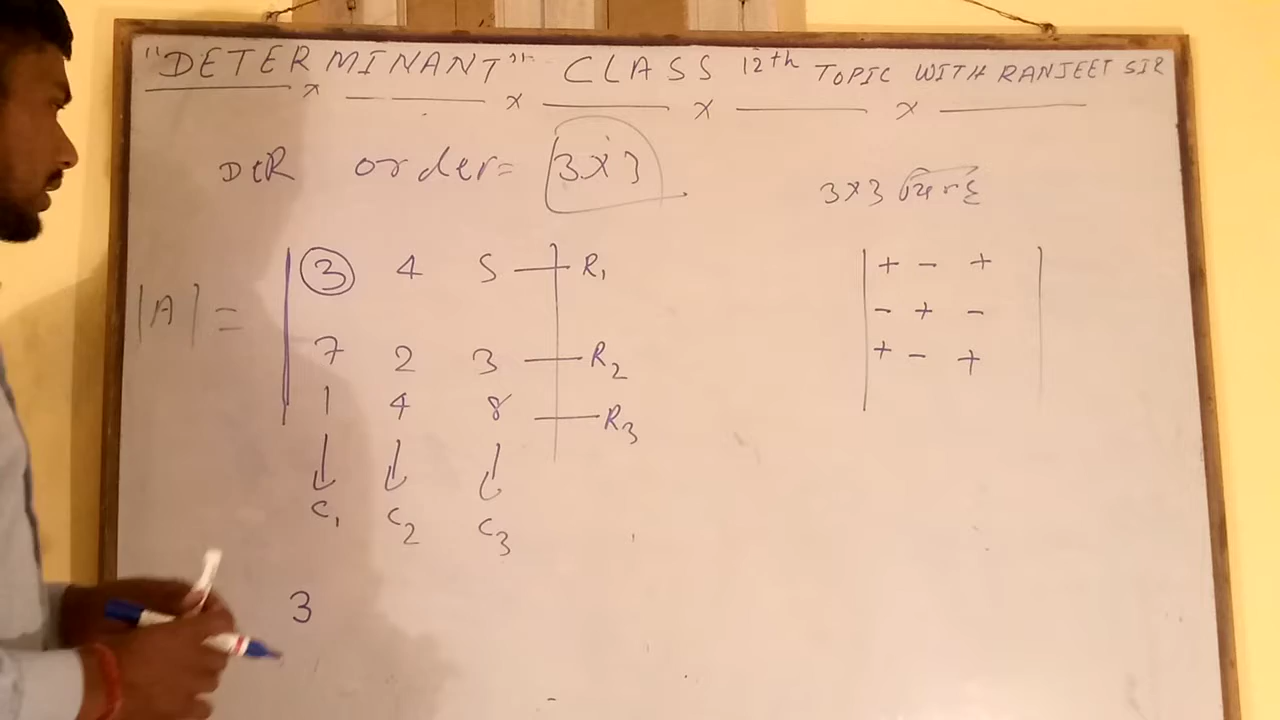 "DETERMINANT" CLASS 12th TOPIC WITH RANJEET SIR
order = 3x3
3x3
|A| = | 3 4 5 | — R1
7 2 3 — R2
1 4 8 — R3
C1 C2 C3
+ - +
- + -
+ - +
3